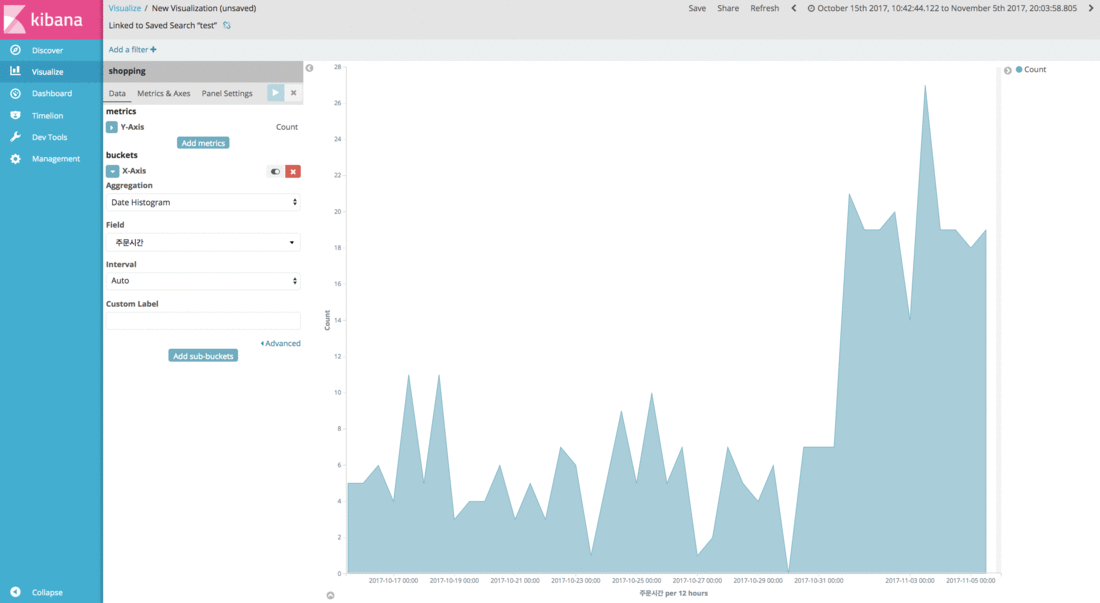 kibana
Discover
Visualize
Dashboard
Timelion
Dev Tools
Management
Collapse
Visualize / New Visualization (unsaved)
Save Share Refresh October 15th 2017, 10:42:44.122 to November 5th 2017, 20:03:58.805
Linked to Saved Search “test”
Add a filter
shopping
Data Metrics & Axes Panel Settings
metrics
Y-Axis Count
Add metrics
buckets
X-Axis
Aggregation
Date Histogram
Field
주문시간
Interval
Auto
Custom Label
Advanced
Add sub-buckets
28
26
24
22
20
18
16
14
12
10
8
6
4
2
0
Count
2017-10-17 00:00 2017-10-19 00:00 2017-10-21 00:00 2017-10-23 00:00 2017-10-25 00:00 2017-10-27 00:00 2017-10-29 00:00 2017-10-31 00:00 2017-11-03 00:00 2017-11-05 00:00
주문시간 per 12 hours
Count